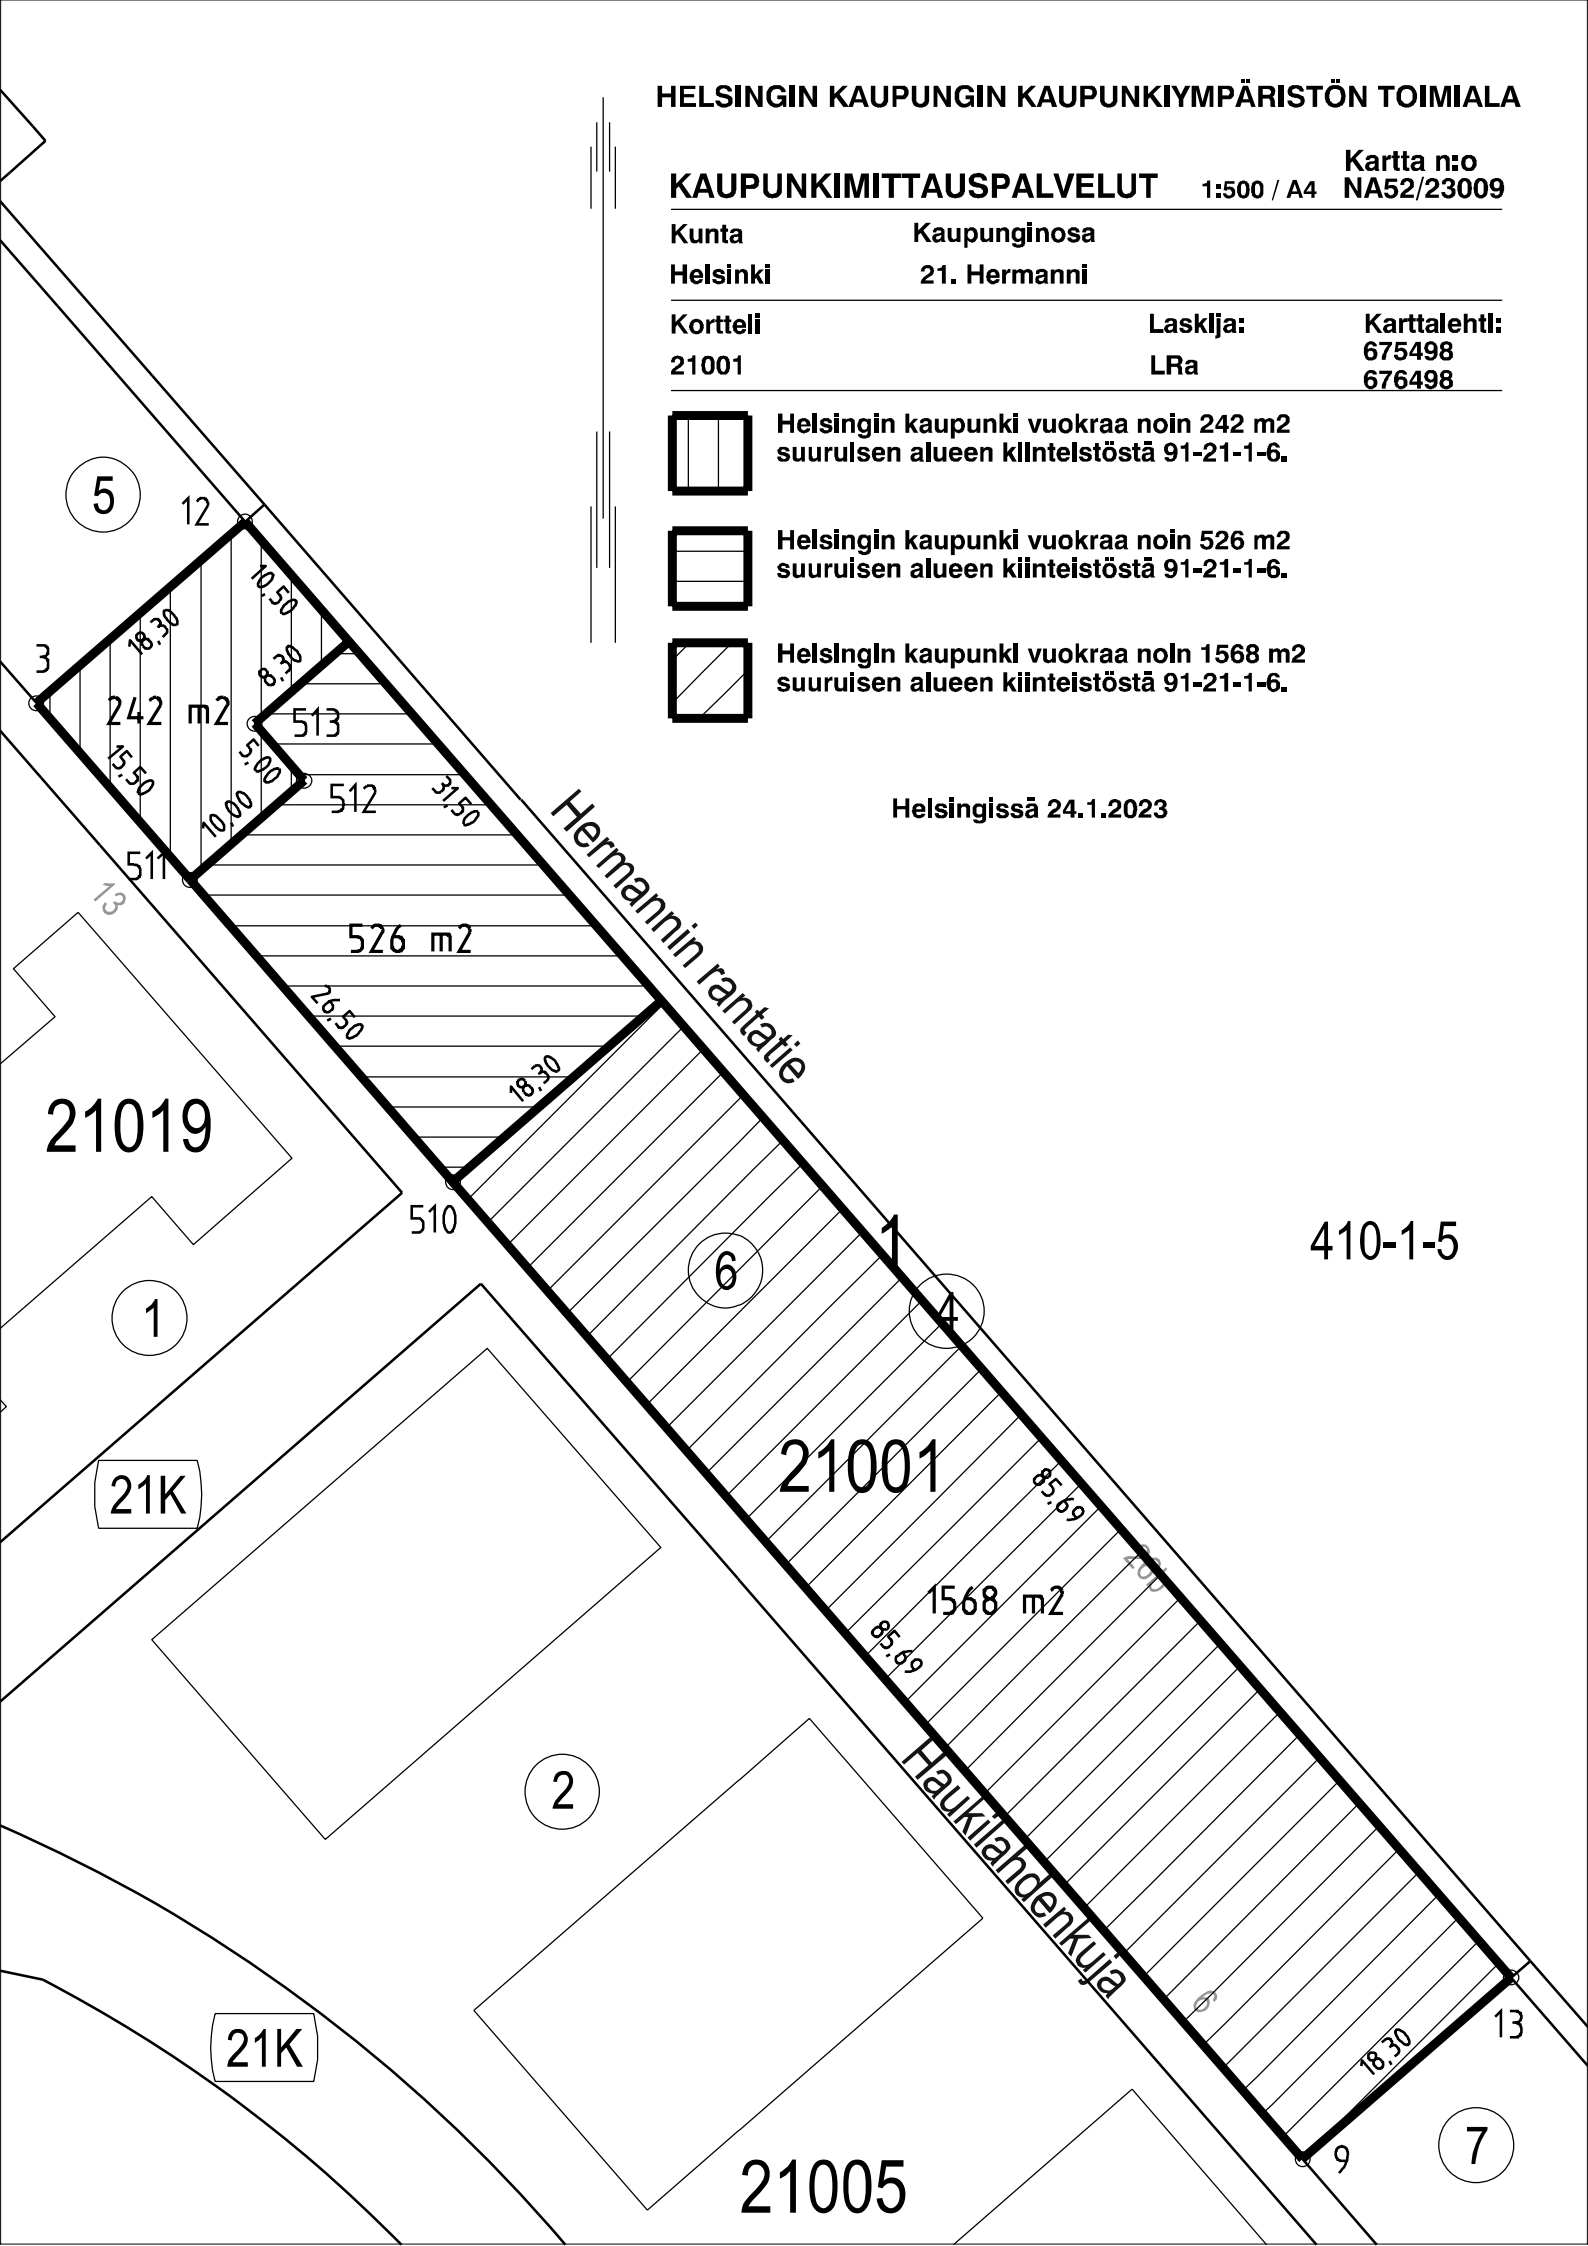 HELSINGIN KAUPUNGIN KAUPUNKIYMPÄRISTÖN TOIMIALA
KAUPUNKIMITTAUSPALVELUT 1:500 / A4
Kartta n:o
NA52/23009
Kunta Kaupunginosa
Helsinki 21. Hermanni
Kortteli Laskija: Karttalehti:
21001 LRa 675498
676498
Helsingin kaupunki vuokraa noin 242 m2
suuruisen alueen kiinteistöstä 91-21-1-6.
Helsingin kaupunki vuokraa noin 526 m2
suuruisen alueen kiinteistöstä 91-21-1-6.
Helsingin kaupunki vuokraa noin 1568 m2
suuruisen alueen kiinteistöstä 91-21-1-6.
Helsingissä 24.1.2023
5
12
10,50
18,30
3
8,30
242 m2
513
5,00
15,50
512
31,50
10,00
511
13
Hermannin rantatie
526 m2
26,50
18,30
21019
510
1
6
4
410-1-5
1
21001
85,69
21K
20b
1568 m2
85,69
2
Haukilahdenkuja
6
13
18,30
21K
7
9
21005